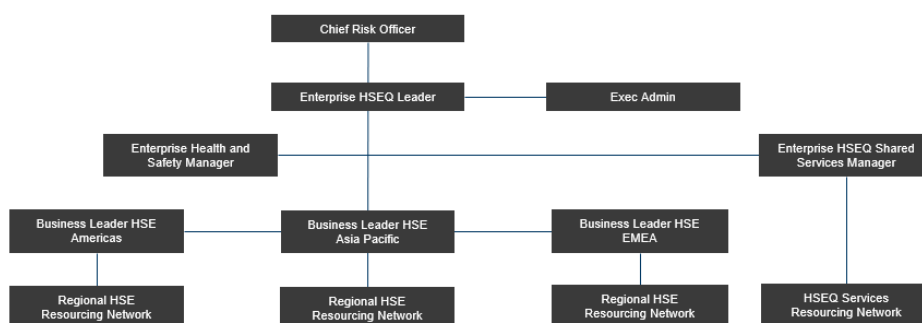 Chief Risk Officer
Enterprise HSEQ Leader
Exec Admin
Enterprise Health and
Safety Manager
Enterprise HSEQ Shared
Services Manager
Business Leader HSE
Americas
Business Leader HSE
Asia Pacific
Business Leader HSE
EMEA
Regional HSE
Resourcing Network
Regional HSE
Resourcing Network
Regional HSE
Resourcing Network
HSEQ Services
Resourcing Network